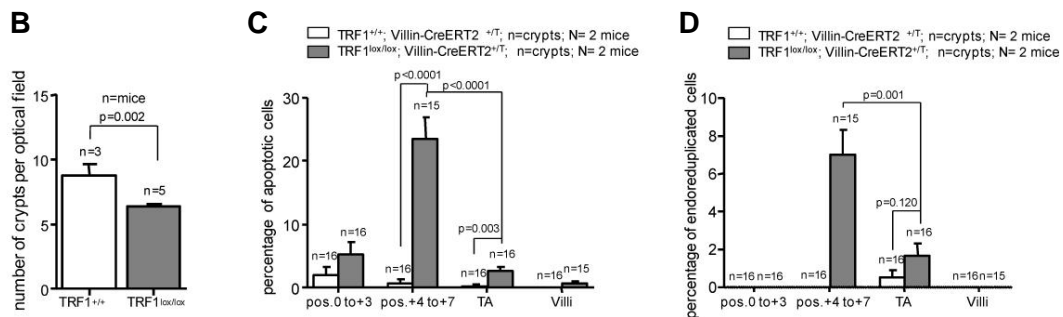 B
number of crypts per optical field
15
10
5
0
n=mice
p=0.002
n=3
n=5
TRF1+/+
TRF1lox/lox
C
TRF1+/+; Villin-CreERT2 +/T; n=crypts, N= 2 mice
TRF1lox/lox; Villin-CreERT2+/T; n=crypts, N= 2 mice
percentage of apoptotic cells
30
20
10
0
p<0.0001
p<0.0001
n=15
p=0.003
n=16
n=16
n=16
n=16
n=16
n=16
n=15
pos.0 to+3
pos.+4 to+7
TA
Villi
D
TRF1+/+; Villin-CreERT2 +/T; n=crypts, N= 2 mice
TRF1lox/lox; Villin-CreERT2+/T; n=crypts, N= 2 mice
percentage of endoreduplicated cells
10
8
6
4
2
0
p=0.001
n=15
p=0.120
n=16
n=16 n=16
n=16
n=16
n=16 n=15
pos.0 to+3
pos.+4 to+7
TA
Villi